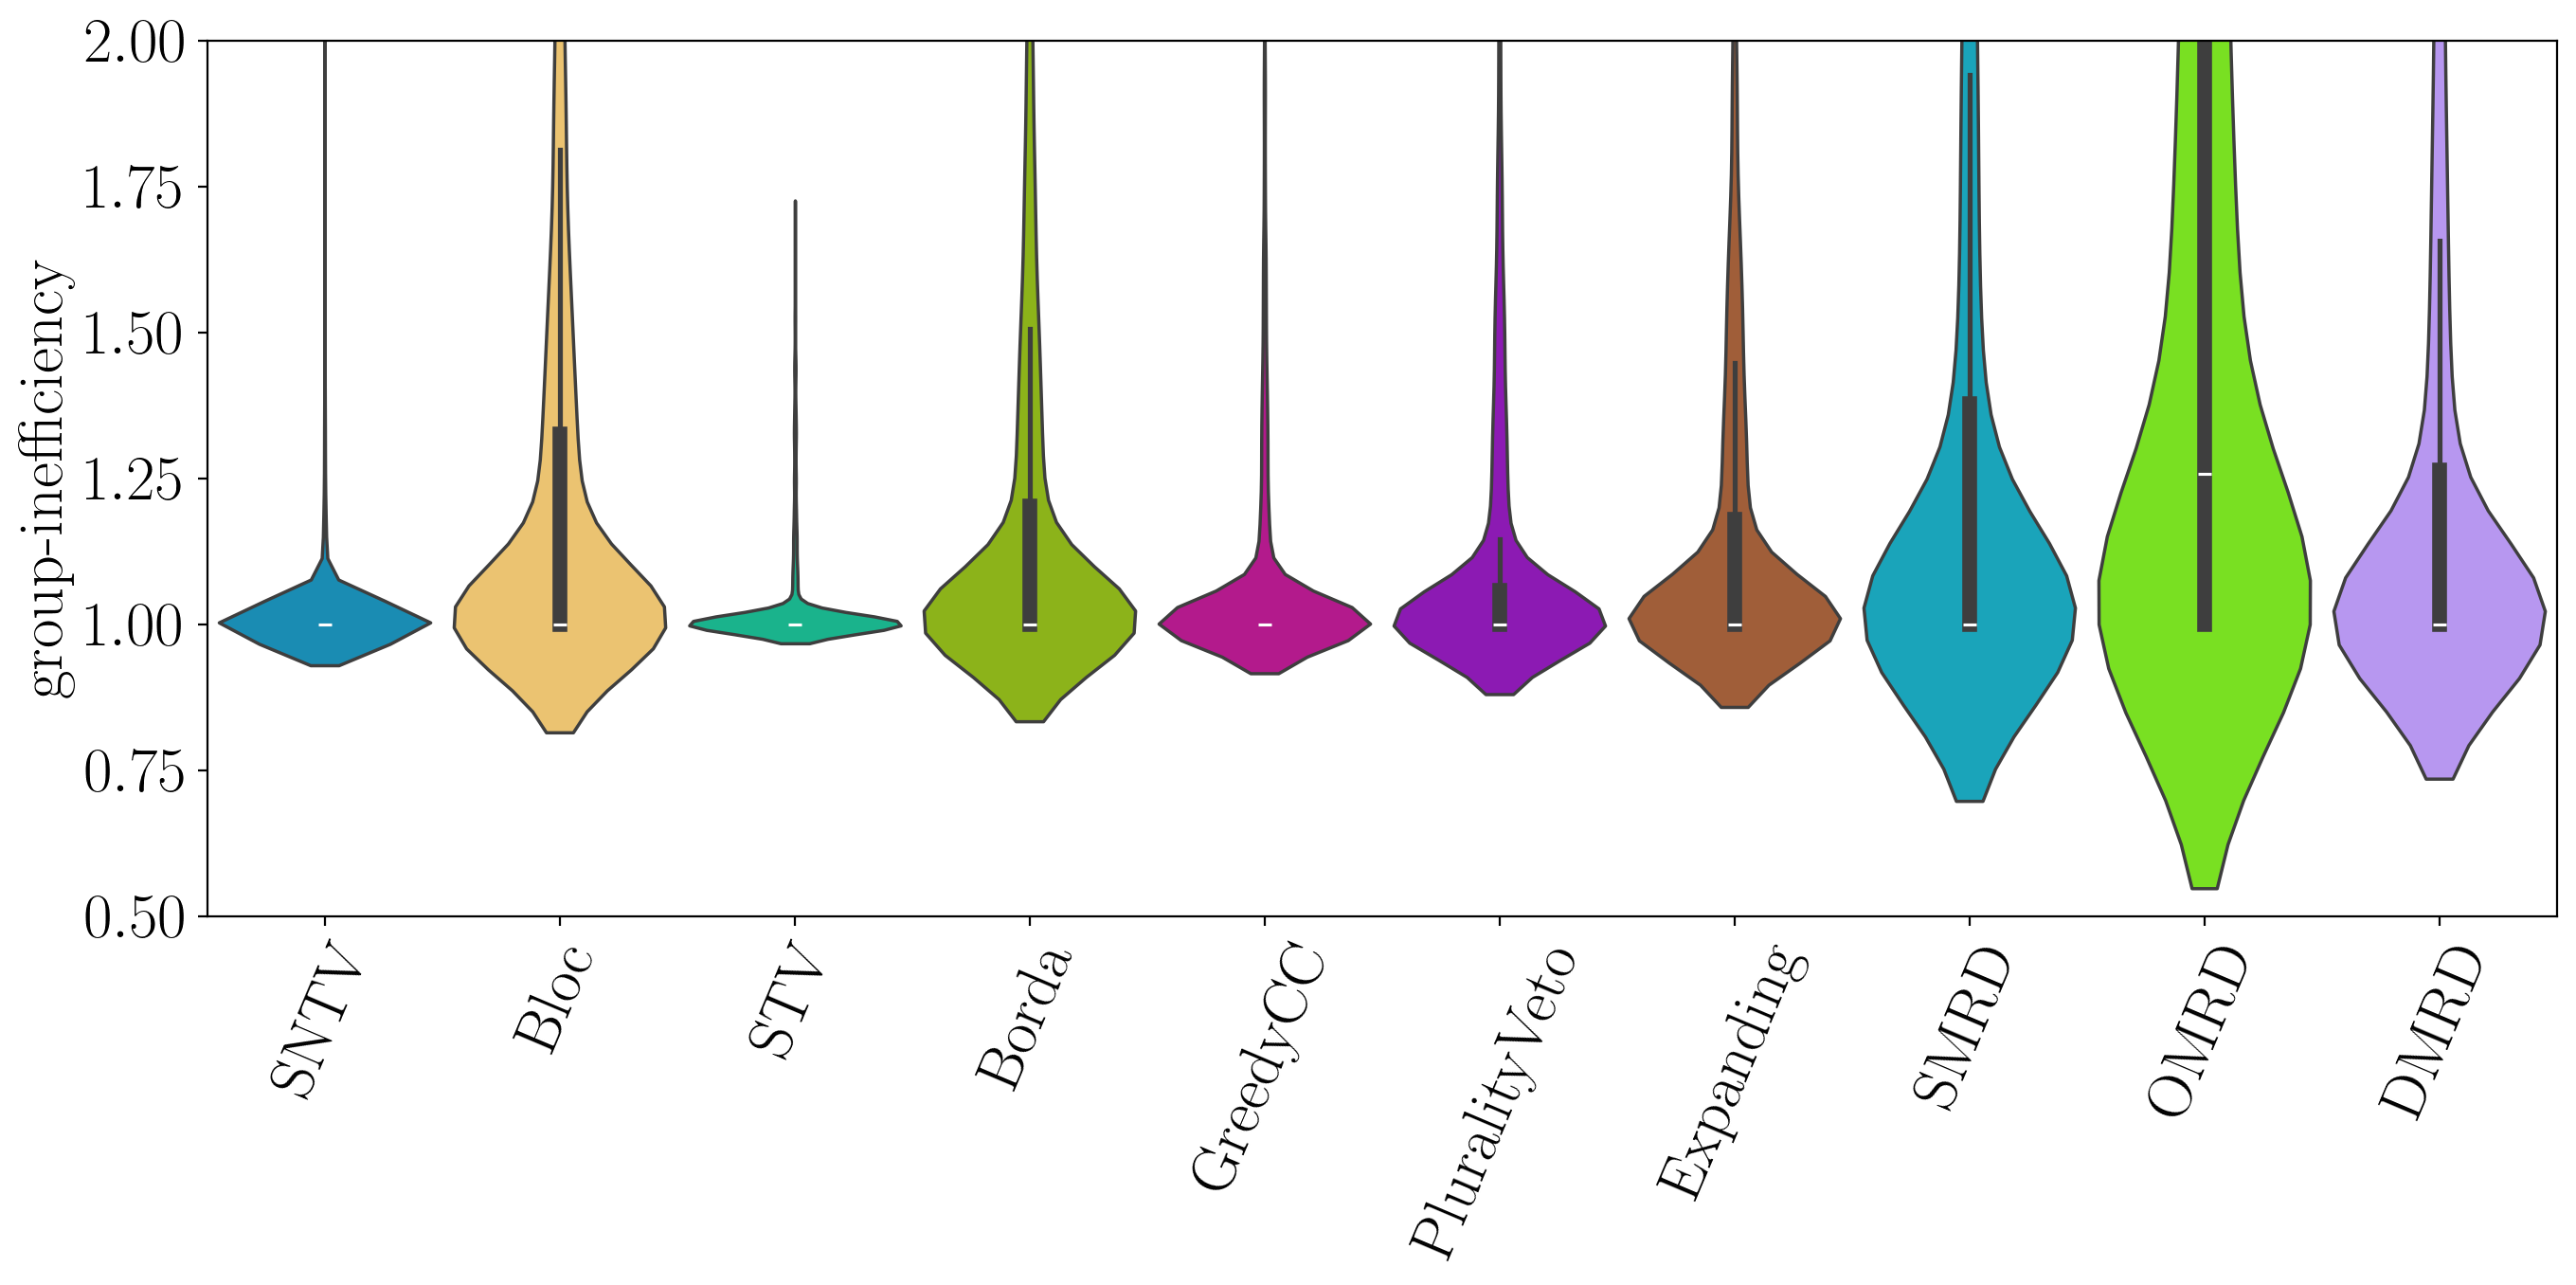 group-inefficiency
2.00
1.75
1.50
1.25
1.00
0.75
0.50
SNTV
Bloc
STV
Borda
GreedyCC
PluralityVeto
Expanding
SMRD
OMRD
DMRD